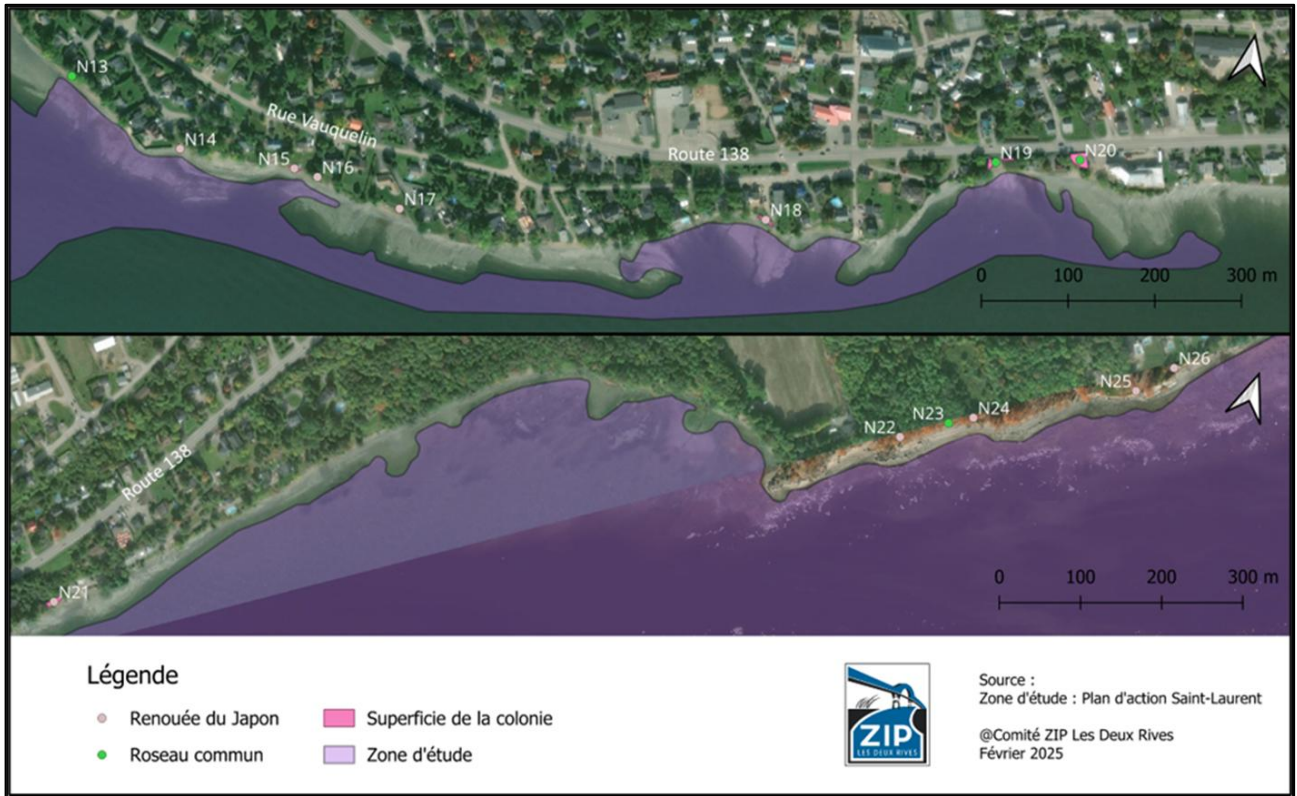 N13
N14
Rue Vauquelin
N15
N16
N17
Route 138
N18
N19
N20
0 100 200 300 m
N21
Route 138
N22
N23
N24
N25
N26
0 100 200 300 m
Légende
Renouée du Japon
Superficie de la colonie
Roseau commun
Zone d'étude
ZIP
LES DEUX RIVES
Source :
Zone d'étude : Plan d'action Saint-Laurent
@Comité ZIP Les Deux Rives
Février 2025